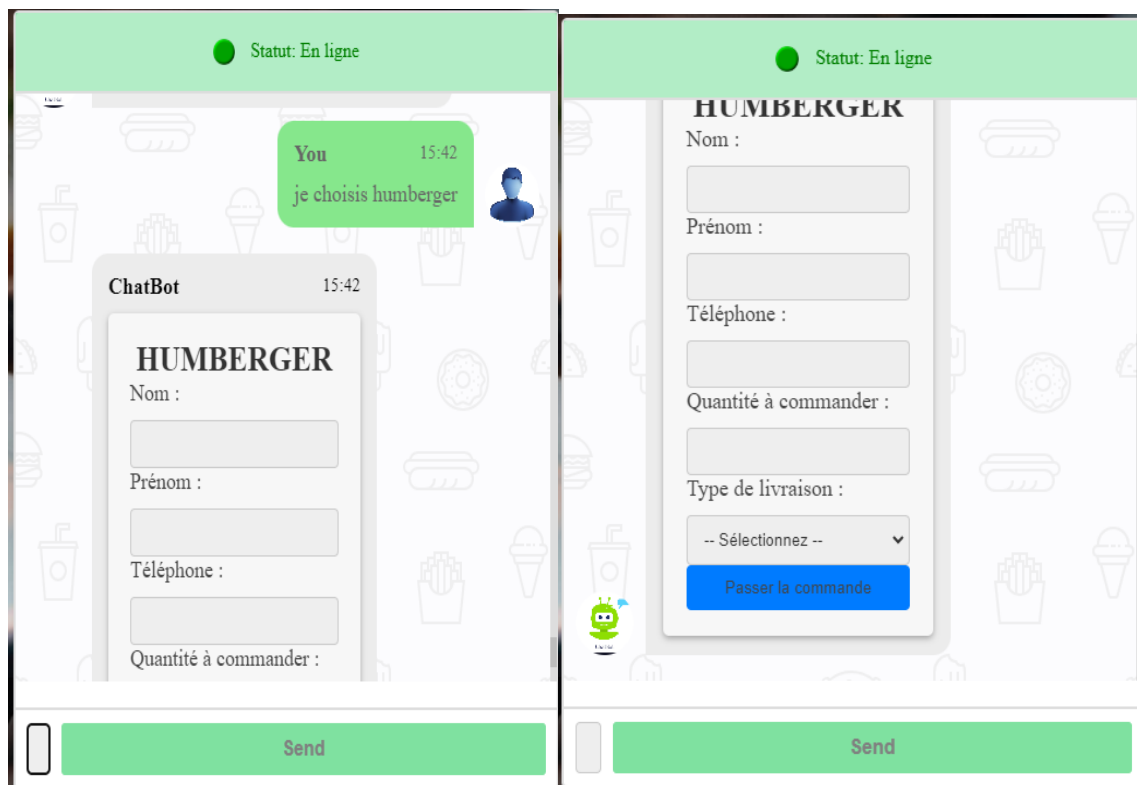 Statut: En ligne
You 15:42
je choisis humberger
ChatBot 15:42
HUMBERGER
Nom :
Prénom :
Téléphone :
Quantité à commander :
Send
Statut: En ligne
HUMBERGER
Nom :
Prénom :
Téléphone :
Quantité à commander :
Type de livraison :
-- Sélectionnez --
Passer la commande
Send